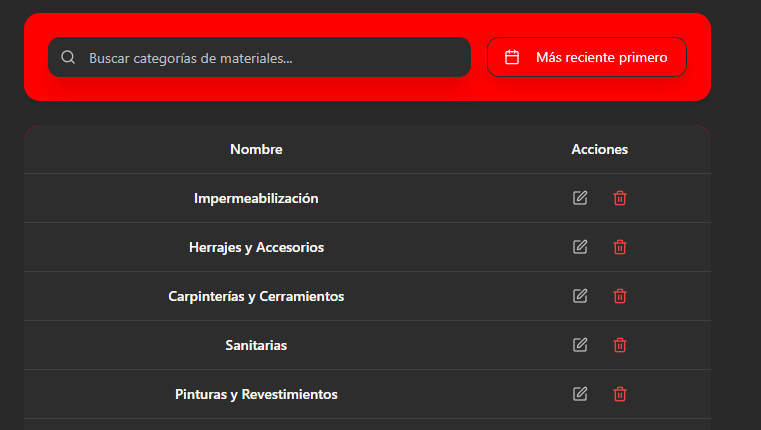 Buscar categorías de materiales...
Más reciente primero
Nombre Acciones
Impermeabilización
Herrajes y Accesorios
Carpinterías y Cerramientos
Sanitarias
Pinturas y Revestimientos